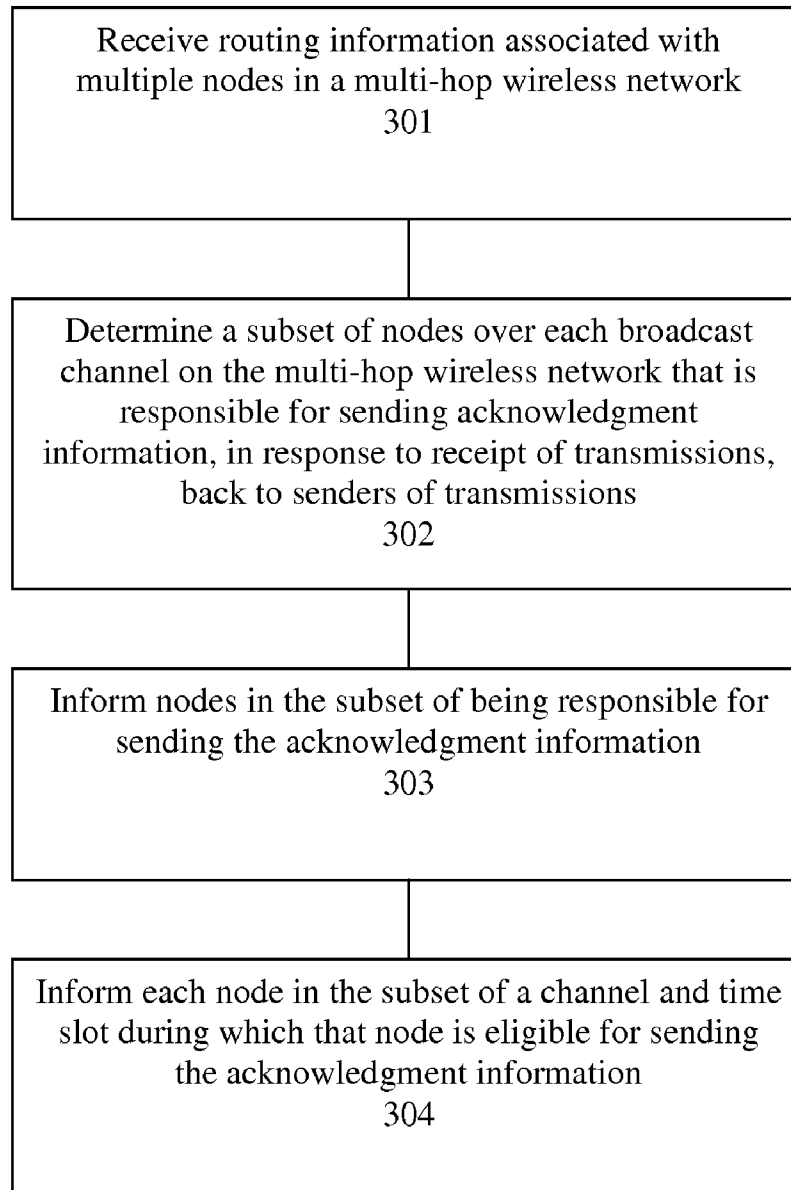 Receive routing information associated with
multiple nodes in a multi-hop wireless network
301
Determine a subset of nodes over each broadcast
channel on the multi-hop wireless network that is
responsible for sending acknowledgment
information, in response to receipt of transmissions,
back to senders of transmissions
302
Inform nodes in the subset of being responsible for
sending the acknowledgment information
303
Inform each node in the subset of a channel and time
slot during which that node is eligible for sending
the acknowledgment information
304